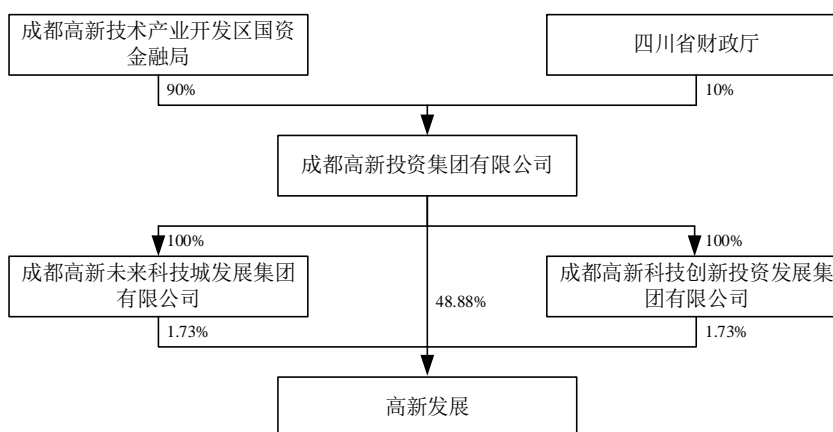 成都高新技术产业开发区国资
金融局
四川省财政厅
90%
10%
成都高新投资集团有限公司
100%
100%
成都高新未来科技城发展集团
有限公司
成都高新科技创新投资发展集
团有限公司
48.88%
1.73%
1.73%
高新发展